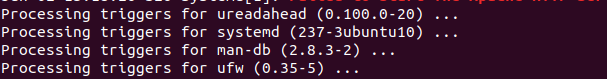 Processing triggers for ureadahead (0.100.0-20) ...
Processing triggers for systemd (237-3ubuntu10) ...
Processing triggers for man-db (2.8.3-2) ...
Processing triggers for ufw (0.35-5) ...